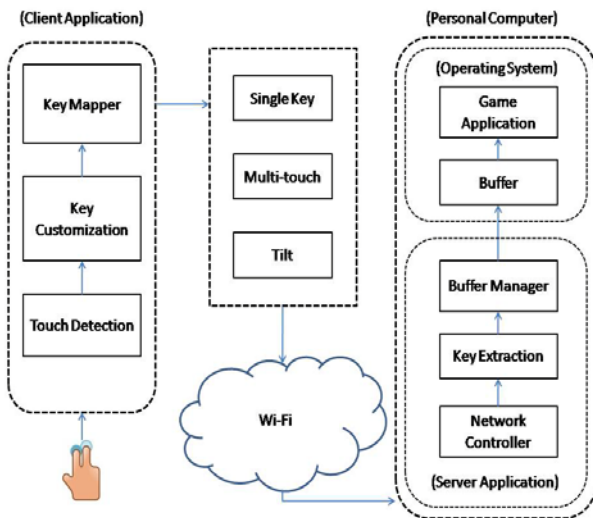 (Client Application)
Key Mapper
Key
Customization
Touch Detection
Single Key
Multi-touch
Tilt
Wi-Fi
(Personal Computer)
(Operating System)
Game
Application
Buffer
Buffer Manager
Key Extraction
Network
Controller
(Server Application)